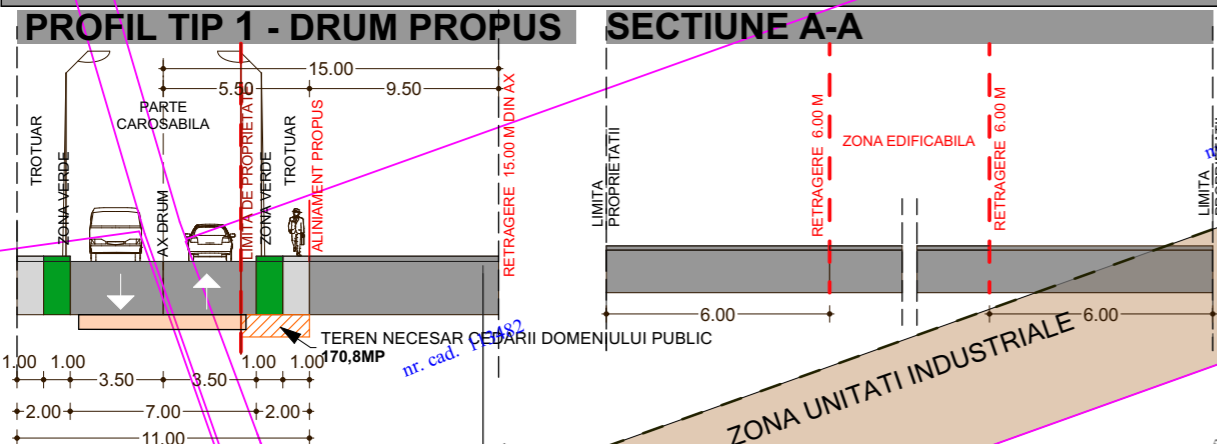 PROFIL TIP 1 - DRUM PROPUS
SECTIUNE A-A
15.00
5.50
9.50
PARTE
CAROSABILA
TROTUAR
ZONA VERDE
AX DRUM
LIMITA DE PROPRIETATE
ZONA VERDE
TROTUAR
ALINIAMENT PROPUS
RETRAGERE 15.00 M DIN AX
LIMITA
PROPRIETATII
RETRAGERE 6.00 M
ZONA EDIFICABILA
RETRAGERE 6.00 M
LIMITA
PROPRIETATII
TEREN NECESAR CEDARII DOMENIULUI PUBLIC
170,8MP
nr. cad. 113482
1.00
1.00
3.50
3.50
1.00
1.00
2.00
7.00
2.00
11.00
6.00
6.00
ZONA UNITATI INDUSTRIALE